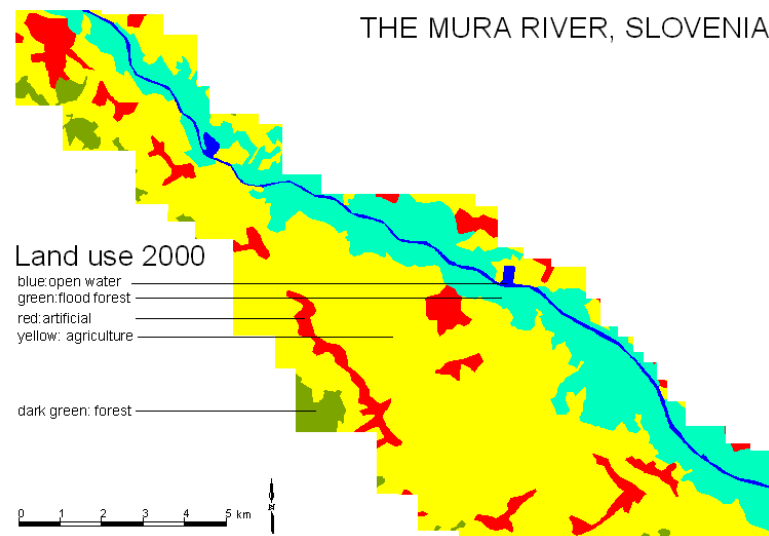 THE MURA RIVER, SLOVENIA
Land use 2000
blue:open water
green:flood forest
red:artificial
yellow: agriculture
dark green: forest
0 1 2 3 4 5 km